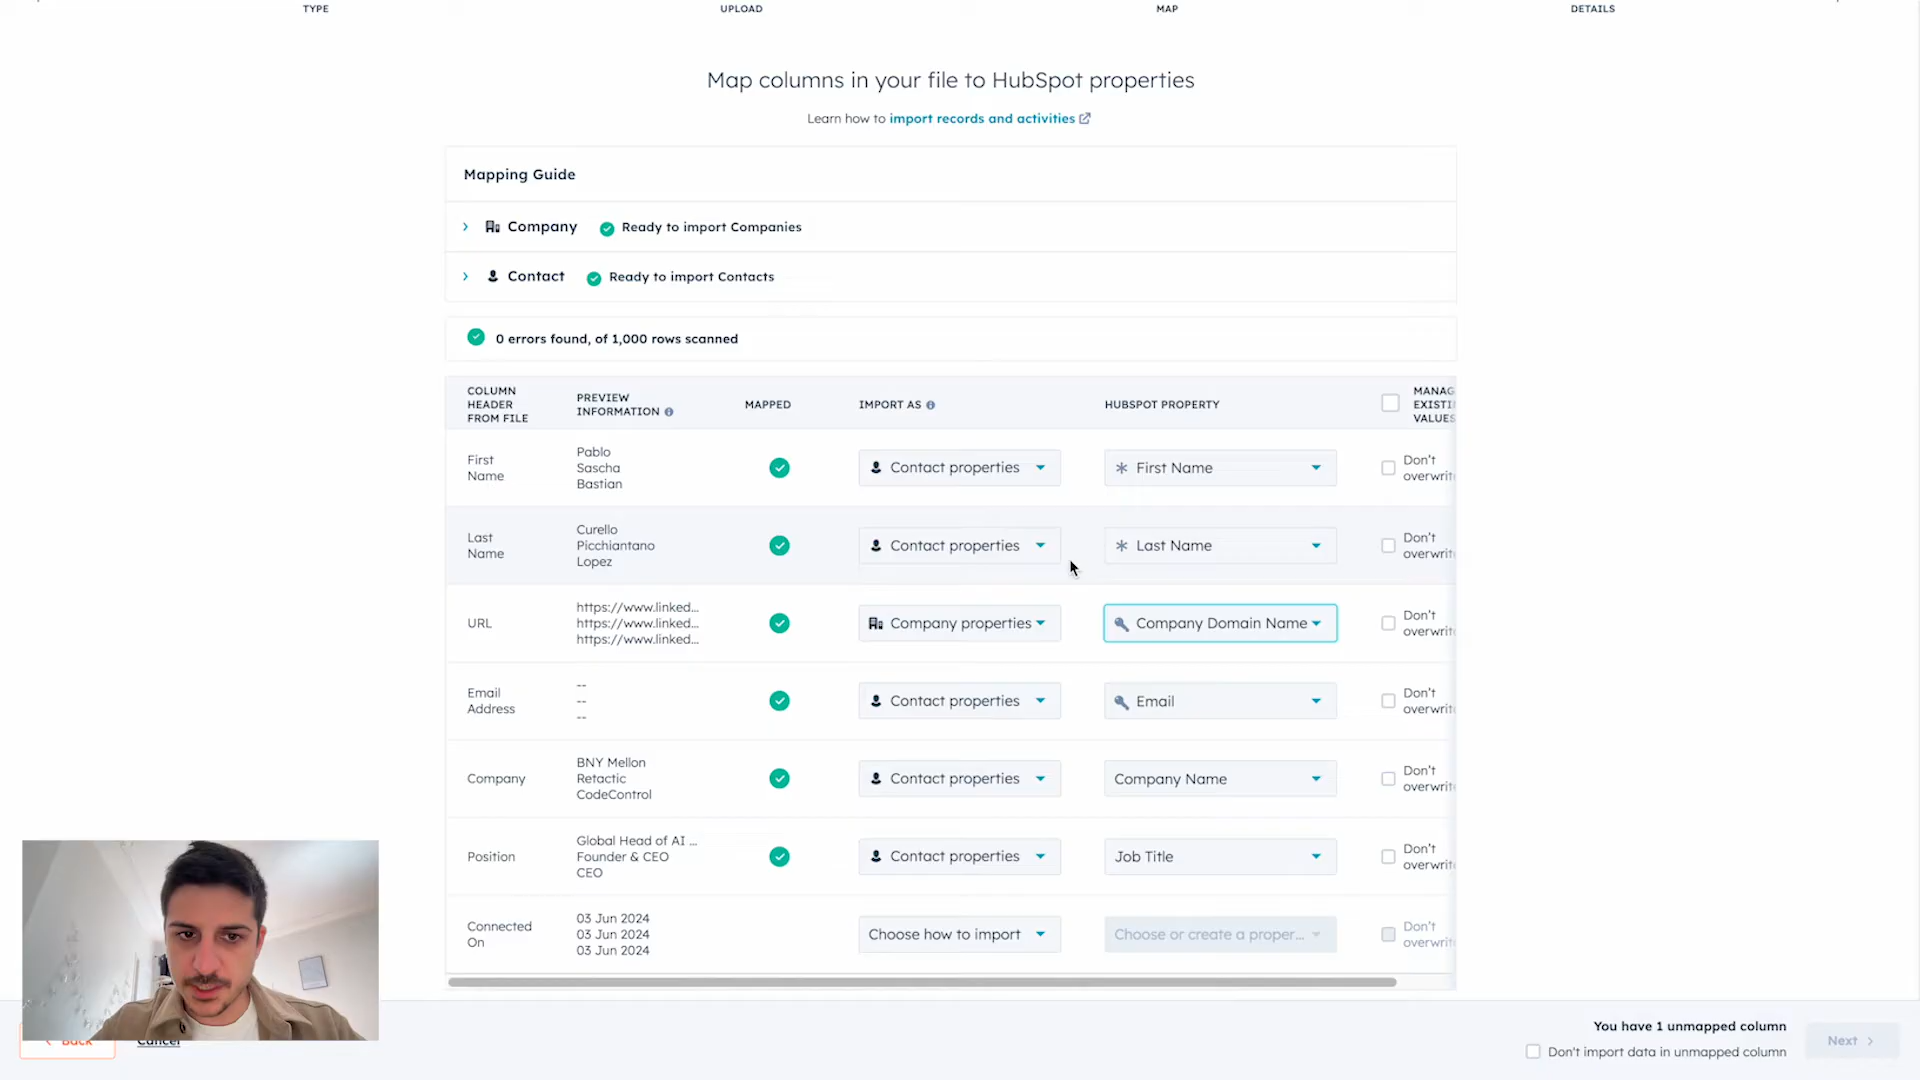 TYPE
UPLOAD
MAP
DETAILS
Map columns in your file to HubSpot properties
Learn how to import records and activities
Mapping Guide
Company
Ready to import Companies
Contact
Ready to import Contacts
0 errors found, of 1,000 rows scanned
COLUMN HEADER FROM FILE
PREVIEW INFORMATION
MAPPED
IMPORT AS
HUBSPOT PROPERTY
MANAG
EXISTI
VALUES
First Name
Pablo
Sascha
Bastian
Contact properties
First Name
Don't
overwrit
Last Name
Curello
Picchiantano
Lopez
Contact properties
Last Name
Don't
overwrit
URL
https://www.linked...
https://www.linked...
https://www.linked...
Company properties
Company Domain Name
Don't
overwrit
Email Address
--
--
--
Contact properties
Email
Don't
overwrit
Company
BNY Mellon
Retactic
CodeControl
Contact properties
Company Name
Don't
overwrit
Position
Global Head of AI ...
Founder & CEO
CEO
Contact properties
Job Title
Don't
overwrit
Connected On
03 Jun 2024
03 Jun 2024
03 Jun 2024
Choose how to import
Choose or create a proper...
Don't
overwrit
Back
Cancel
You have 1 unmapped column
Don't import data in unmapped column
Next